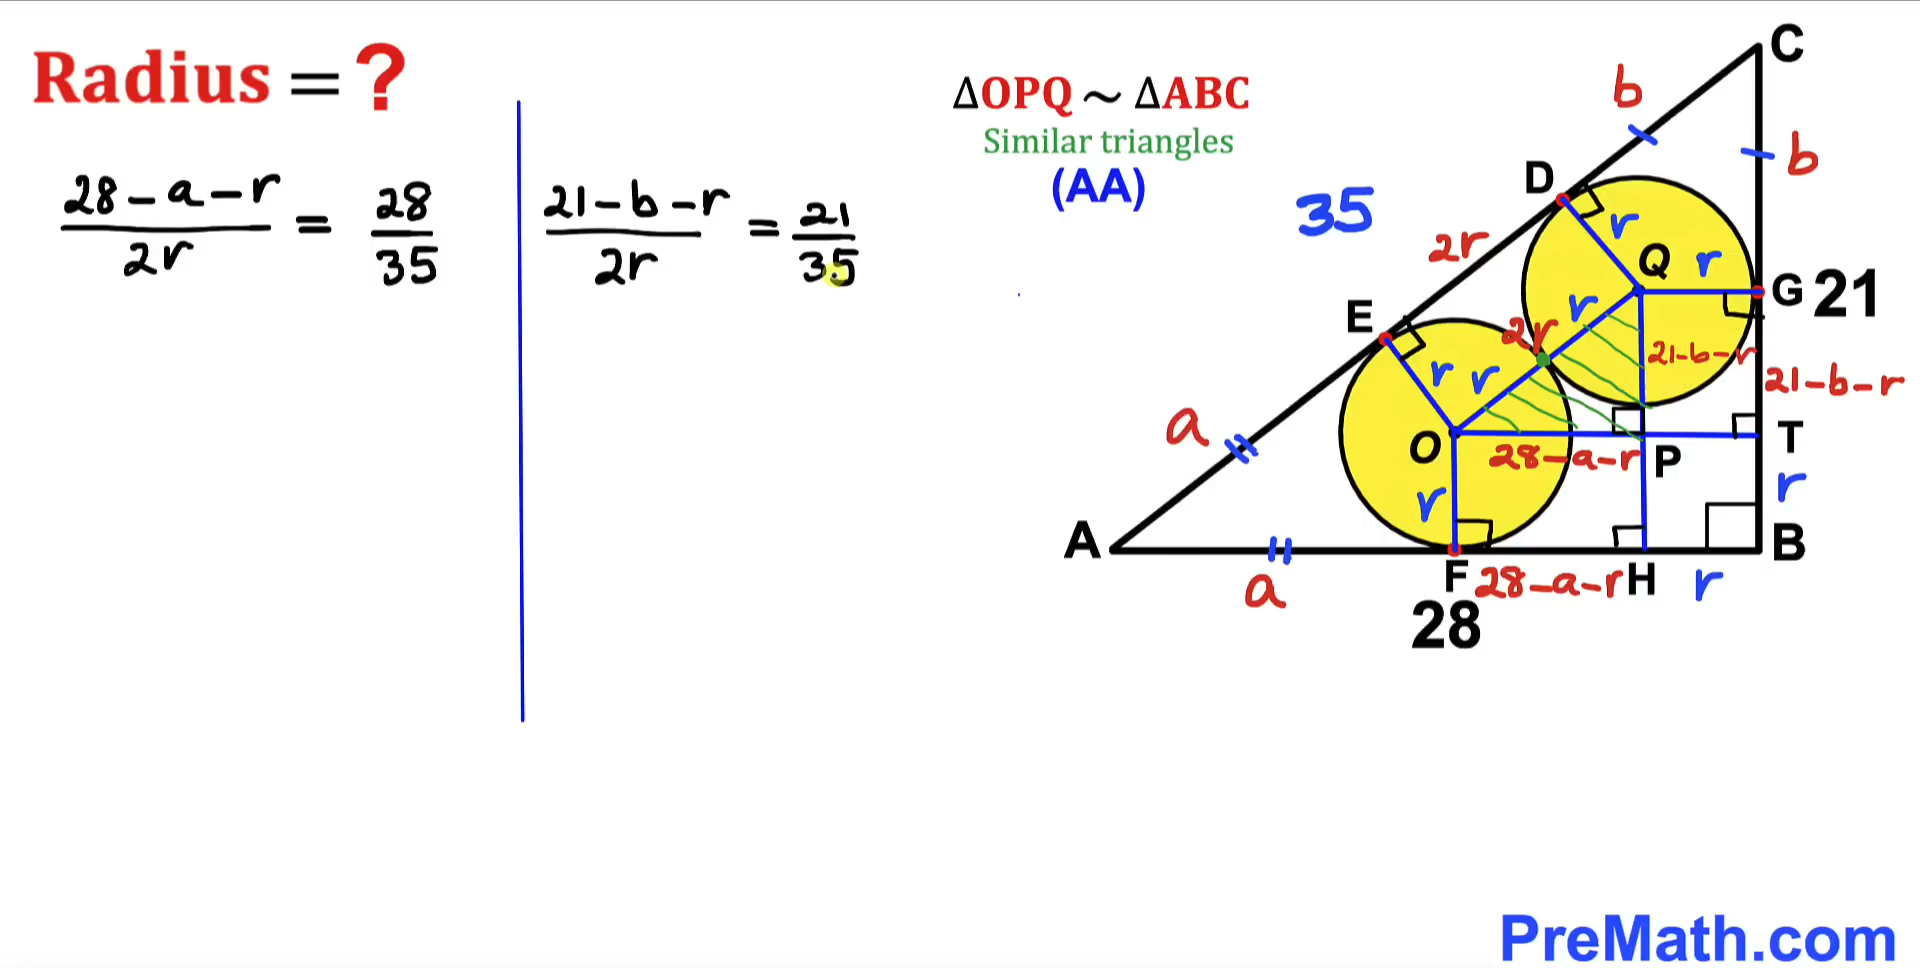 Radius = ?
28 - a - r
2r
=
28
35
21 - b - r
2r
=
21
35
ΔOPQ ~ ΔABC
Similar triangles
(AA)
C
b
b
D
35
r
2r
Q
r
G
21
E
r
2r
21-b-r
21-b-r
r
r
a
O
28-a-r
P
T
r
r
A
B
F
28-a-r
H
r
a
28
PreMath.com